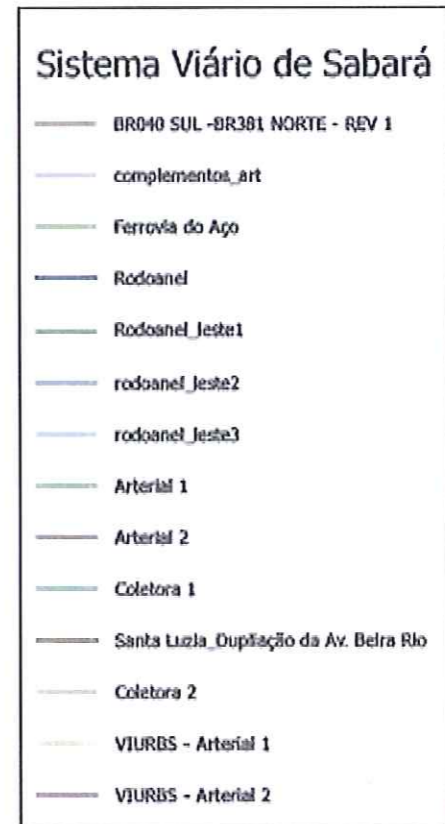 Sistema Viário de Sabará
BR040 SUL -BR381 NORTE - REV 1
complementos_art
Ferrovia do Aço
Rodoanel
Rodoanel_leste1
rodoanel_leste2
rodoanel_leste3
Arterial 1
Arterial 2
Coletora 1
Santa Luzia_Dupliação da Av. Beira Rio
Coletora 2
VIURBS - Arterial 1
VIURBS - Arterial 2